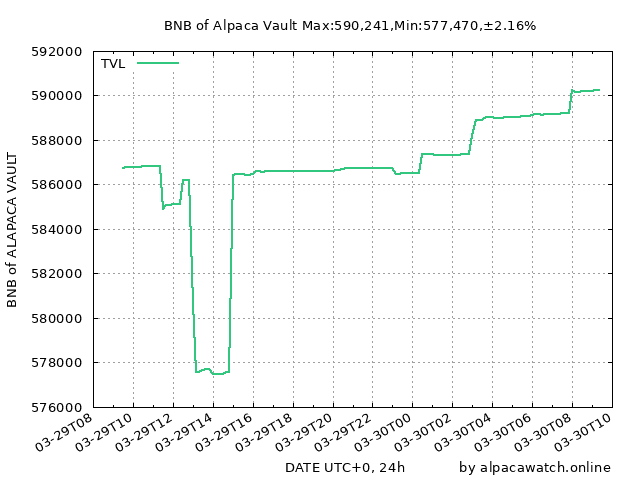 BNB of Alpaca Vault Max:590,241,Min:577,470,±2.16%
TVL
592000
590000
588000
586000
584000
582000
580000
578000
576000
BNB of ALAPACA VAULT
03-29T08
03-29T10
03-29T12
03-29T14
03-29T16
03-29T18
03-29T20
03-29T22
03-30T00
03-30T02
03-30T04
03-30T06
03-30T08
03-30T10
DATE UTC+0, 24h
by alpacawatch.online